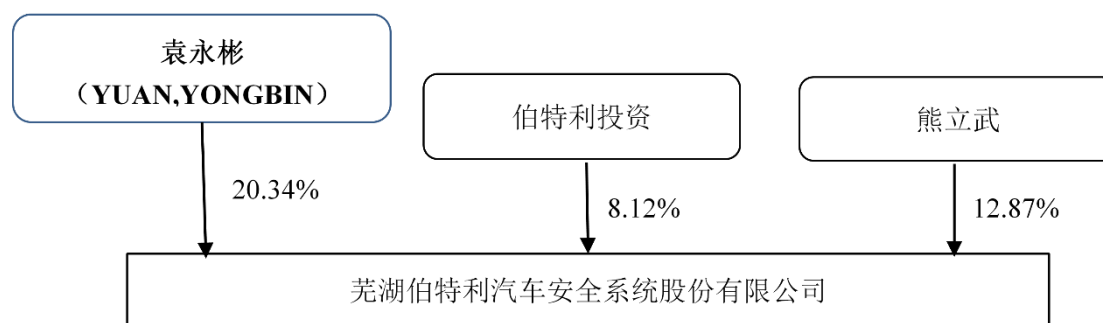 袁永彬
（YUAN,YONGBIN）
伯特利投资
熊立武
20.34%
8.12%
12.87%
芜湖伯特利汽车安全系统股份有限公司